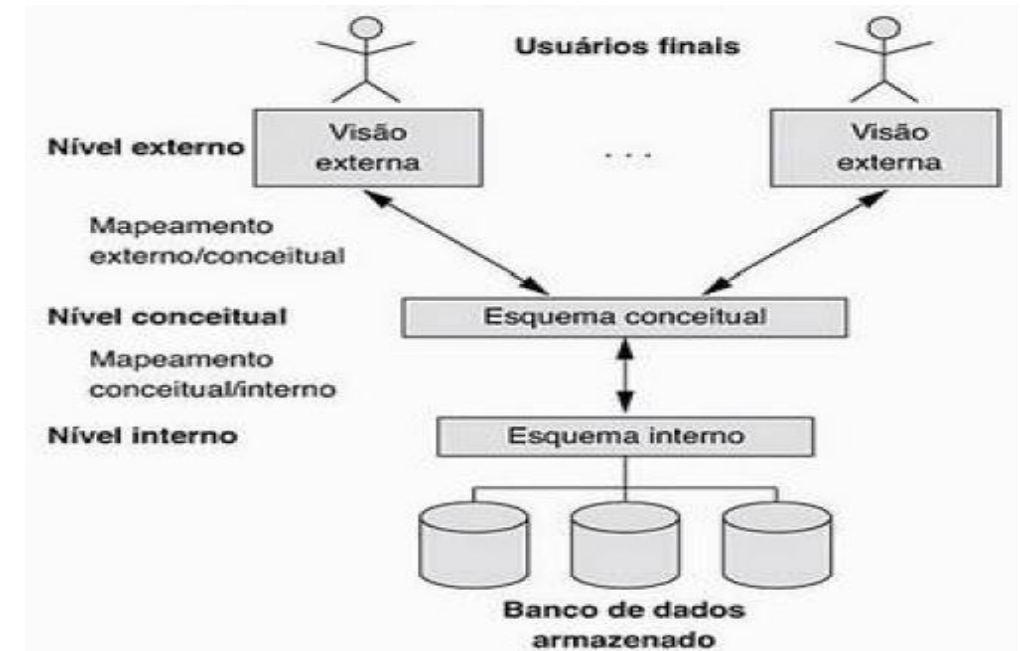 Usuários finais
Nível externo
Visão
externa
. . .
Visão
externa
Mapeamento
externo/conceitual
Nível conceitual
Esquema conceitual
Mapeamento
conceitual/interno
Nível interno
Esquema interno
Banco de dados
armazenado